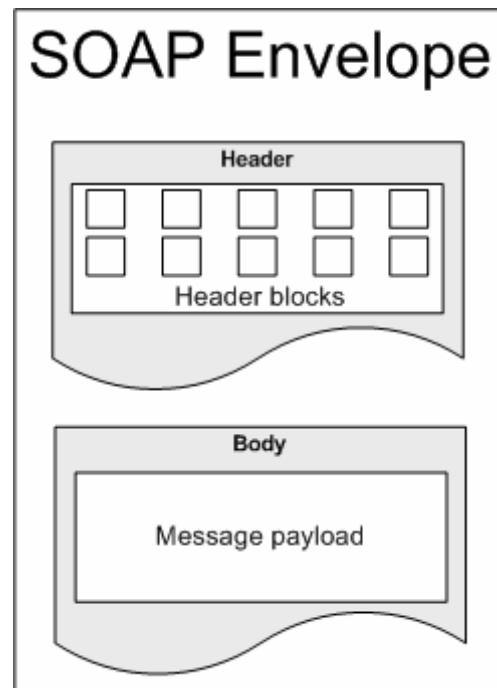 SOAP Envelope
Header
Header blocks
Body
Message payload